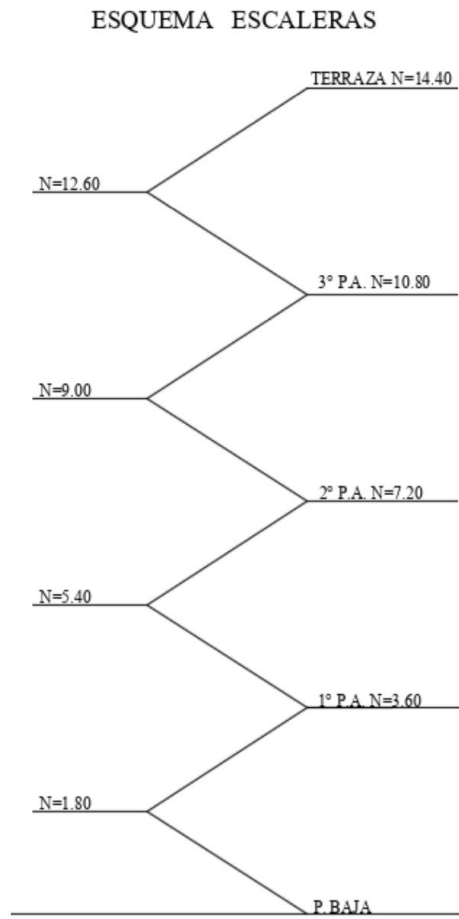 ESQUEMA ESCALERAS
TERRAZA N=14.40
N=12.60
3° P.A. N=10.80
N=9.00
2° P.A. N=7.20
N=5.40
1° P.A. N=3.60
N=1.80
P. BAJA